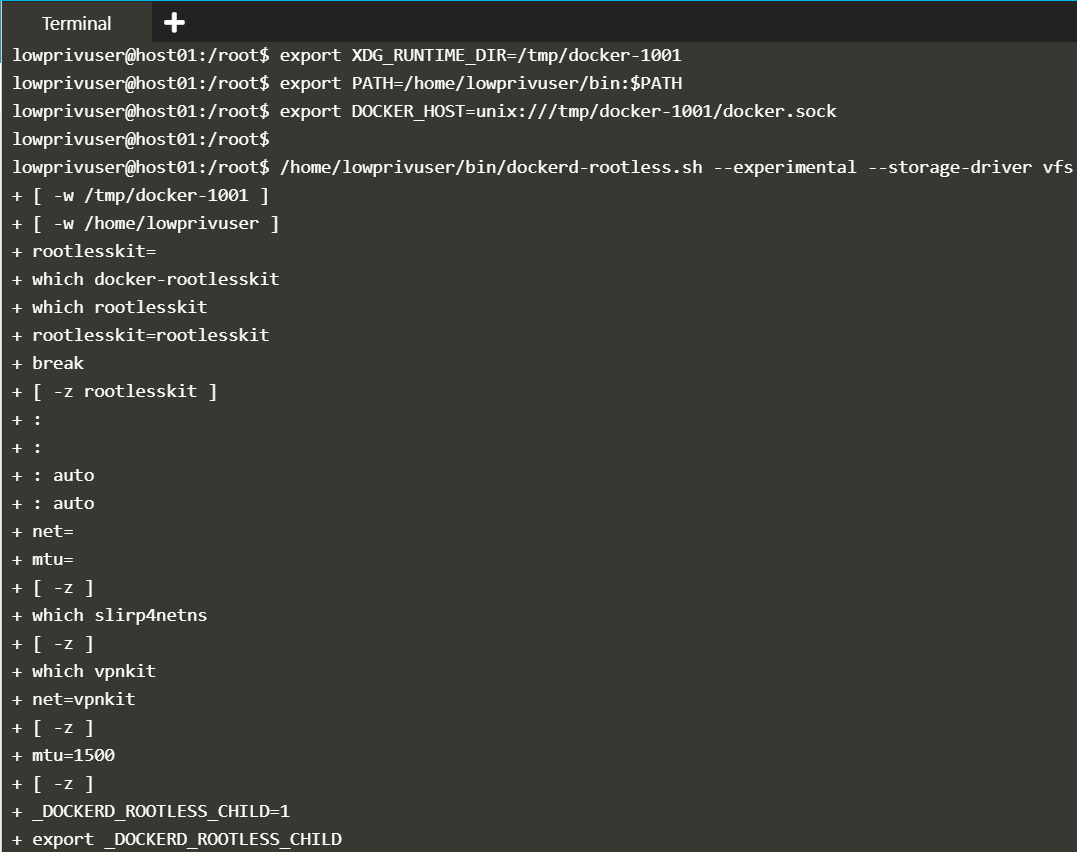 Terminal +
lowprivuser@host01:/root$ export XDG_RUNTIME_DIR=/tmp/docker-1001
lowprivuser@host01:/root$ export PATH=/home/lowprivuser/bin:$PATH
lowprivuser@host01:/root$ export DOCKER_HOST=unix:///tmp/docker-1001/docker.sock
lowprivuser@host01:/root$
lowprivuser@host01:/root$ /home/lowprivuser/bin/dockerd-rootless.sh --experimental --storage-driver vfs
+ [ -w /tmp/docker-1001 ]
+ [ -w /home/lowprivuser ]
+ rootlesskit=
+ which docker-rootlesskit
+ which rootlesskit
+ rootlesskit=rootlesskit
+ break
+ [ -z rootlesskit ]
+ :
+ :
+ : auto
+ : auto
+ net=
+ mtu=
+ [ -z ]
+ which slirp4netns
+ [ -z ]
+ which vpnkit
+ net=vpnkit
+ [ -z ]
+ mtu=1500
+ [ -z ]
+ _DOCKERD_ROOTLESS_CHILD=1
+ export _DOCKERD_ROOTLESS_CHILD